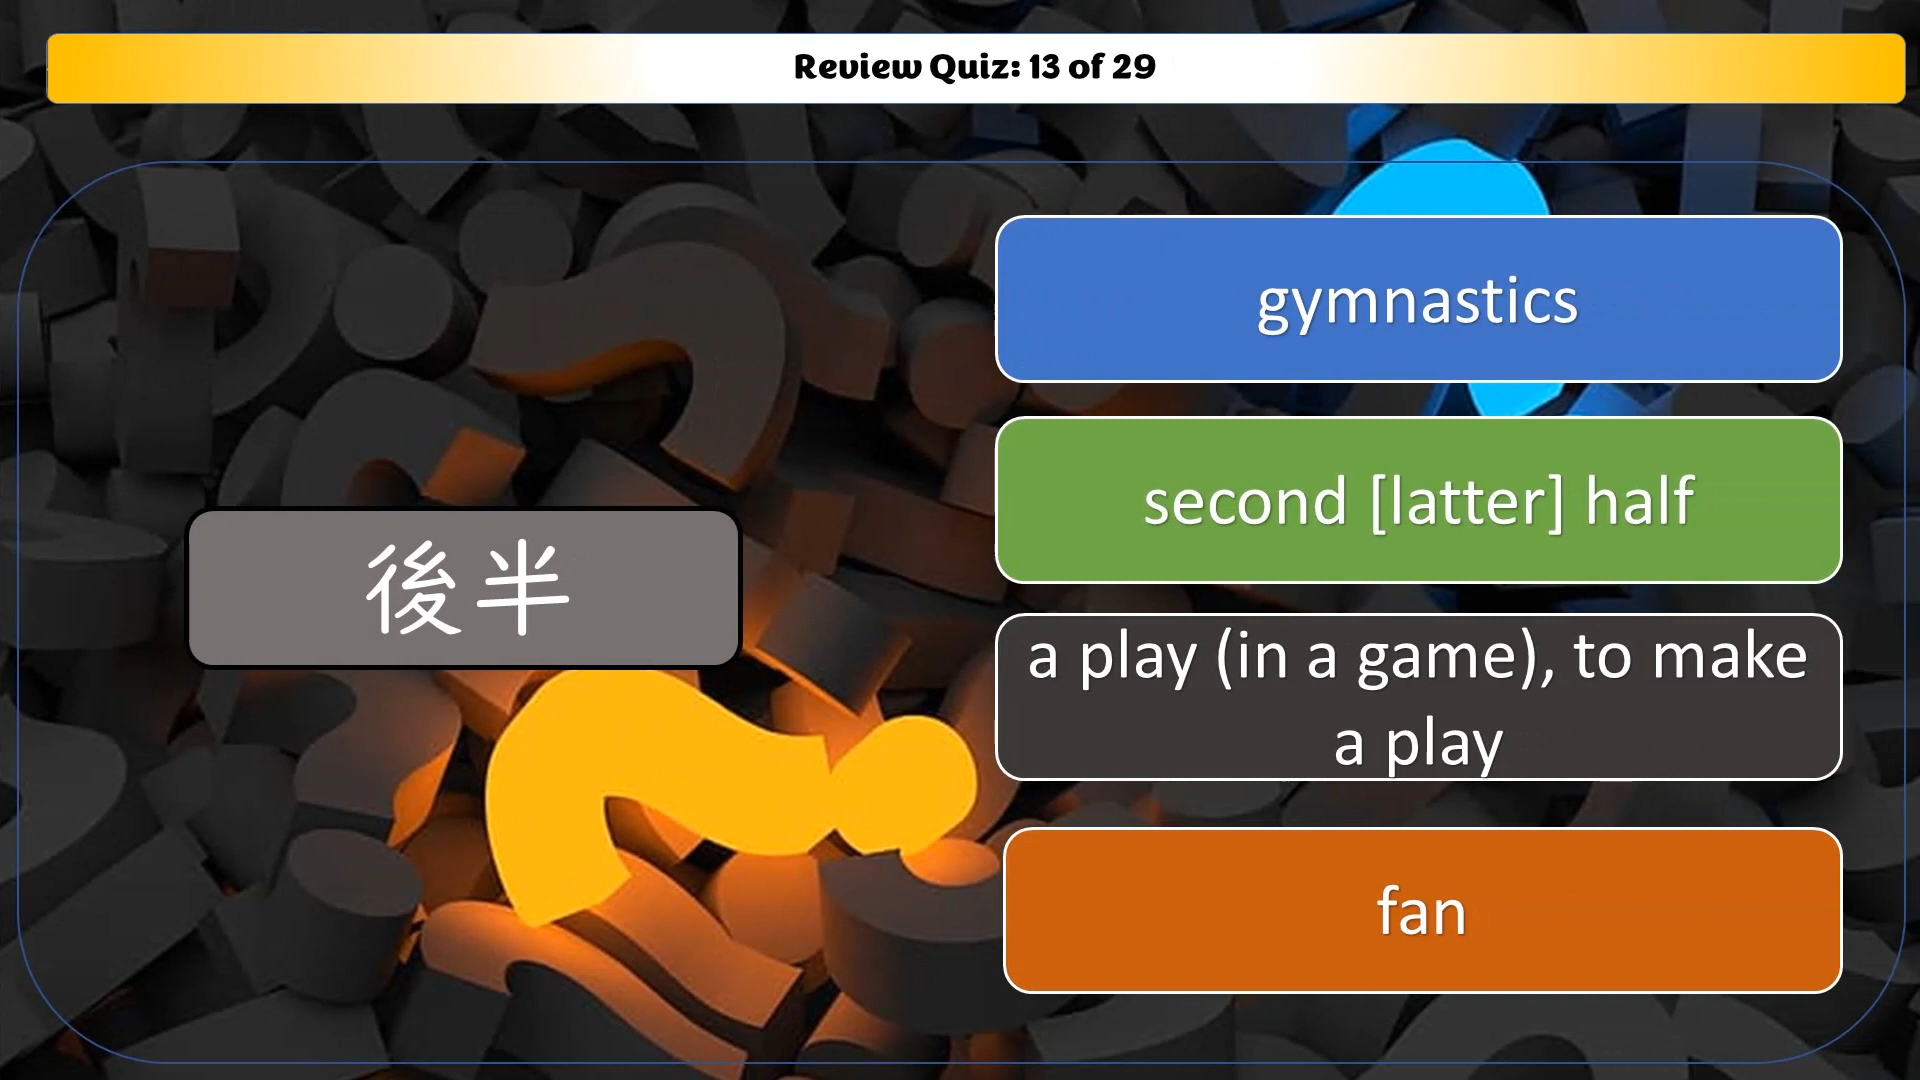 Review Quiz: 13 of 29
後半
gymnastics
second [latter] half
a play (in a game), to make
a play
fan